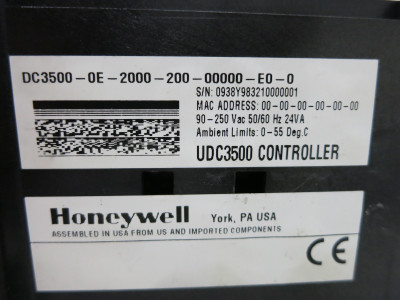 DC3500-0E-2000-200-00000-E0-0
S/N: 0938Y983210000001
MAC ADDRESS: 00-00-00-00-00-00
90-250 Vac 50/60 Hz 24VA
Ambient Limits: 0-55 Deg.C
UDC3500 CONTROLLER
Honeywell York, PA USA
ASSEMBLED IN USA FROM US AND IMPORTED COMPONENTS
CE